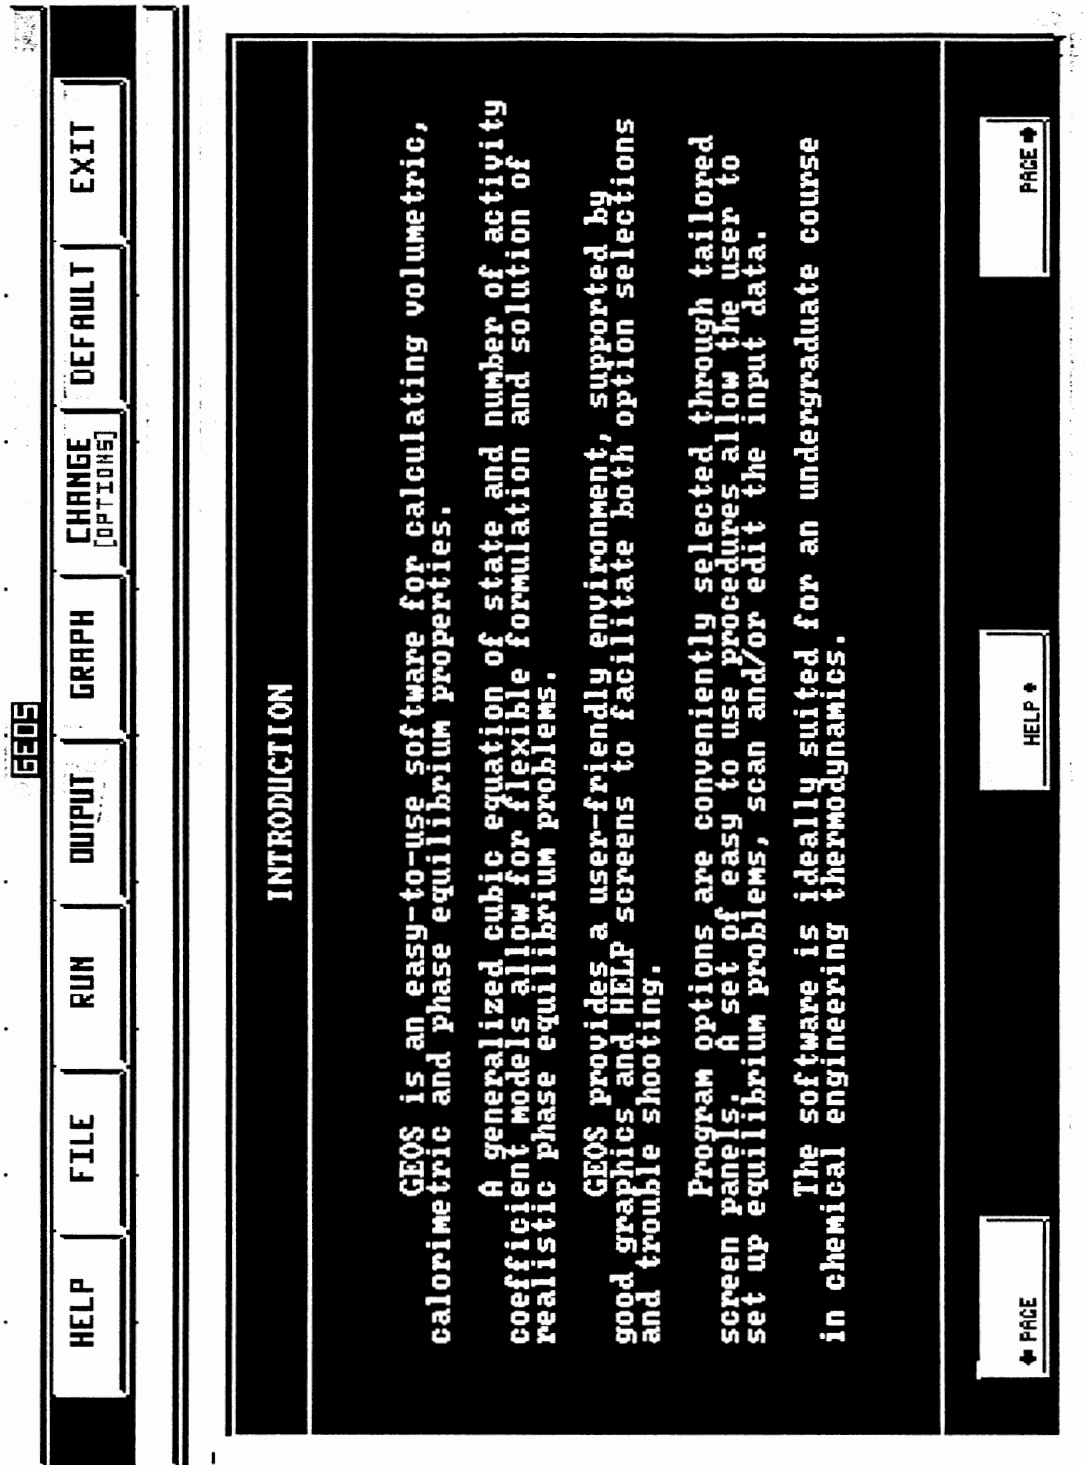 GEOS
HELP FILE RUN OUTPUT GRAPH CHANGE DEFAULT EXIT
[OPTIONS]
INTRODUCTION
GEOS is an easy-to-use software for calculating volumetric,
calorimetric and phase equilibrium properties.
A generalized cubic equation of state and number of activity
coefficient models allow for flexible formulation and solution of
realistic phase equilibrium problems.
GEOS provides a user-friendly environment, supported by
good graphics and HELP screens to facilitate both option selections
and trouble shooting.
Program options are conveniently selected through tailored
screen panels. A set of easy to use procedures allow the user to
set up equilibrium problems, scan and/or edit the input data.
The software is ideally suited for an undergraduate course
in chemical engineering thermodynamics.
← PAGE HELP ↑ PAGE →